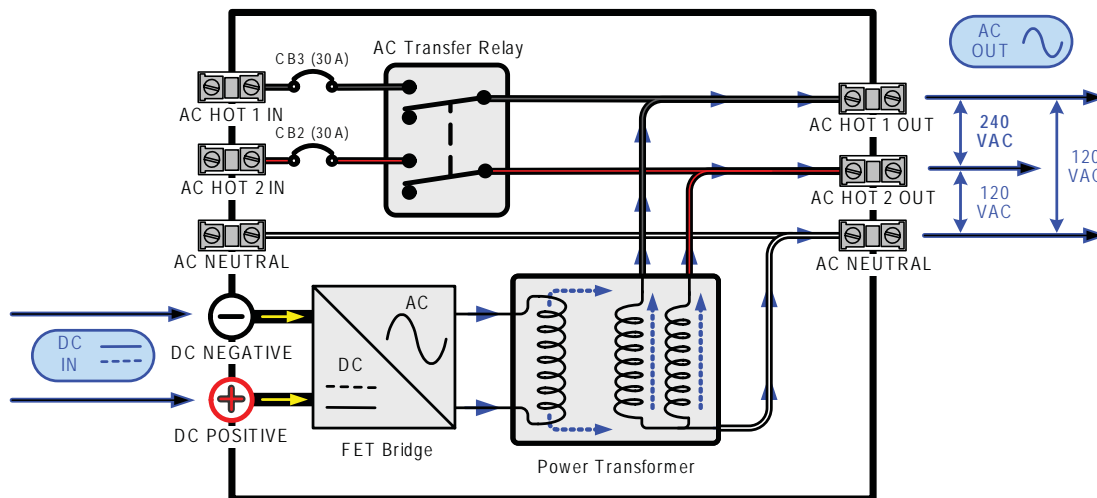 CB3 (30A)
AC Transfer Relay
AC
OUT
AC HOT 1 IN
AC HOT 1 OUT
240
VAC
CB2 (30A)
120
VAC
AC HOT 2 IN
AC HOT 2 OUT
120
VAC
AC NEUTRAL
AC NEUTRAL
DC
IN
DC NEGATIVE
AC
DC
DC POSITIVE
FET Bridge
Power Transformer